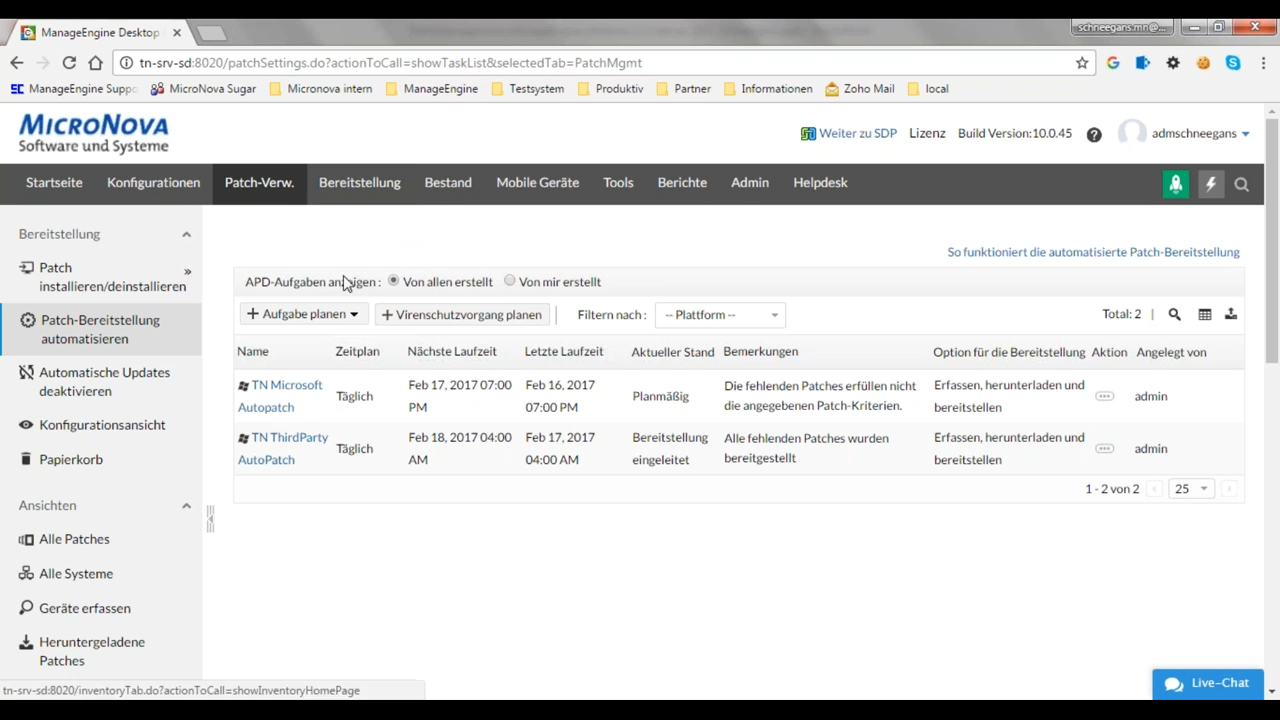 ManageEngine Desktop
schneegans.mn@...
tn-srv-sd:8020/patchSettings.do?actionToCall=showTaskList&selectedTab=PatchMgmt
ManageEngine Suppo
MicroNova Sugar
Micronova intern
ManageEngine
Testsystem
Produktiv
Partner
Informationen
Zoho Mail
local
MICRONOVA
Software und Systeme
Weiter zu SDP
Lizenz
Build Version:10.0.45
admschneegans
Startseite
Konfigurationen
Patch-Verw.
Bereitstellung
Bestand
Mobile Geräte
Tools
Berichte
Admin
Helpdesk
Bereitstellung
Patch
installieren/deinstallieren
Patch-Bereitstellung
automatisieren
Automatische Updates
deaktivieren
Konfigurationsansicht
Papierkorb
Ansichten
Alle Patches
Alle Systeme
Geräte erfassen
Heruntergeladene
Patches
So funktioniert die automatisierte Patch-Bereitstellung
APD-Aufgaben anzeigen : Von allen erstellt Von mir erstellt
+ Aufgabe planen
+ Virenschutzvorgang planen
Filtern nach :
-- Plattform --
Total: 2 |
Name Zeitplan Nächste Laufzeit Letzte Laufzeit Aktueller Stand Bemerkungen Option für die Bereitstellung Aktion Angelegt von
TN Microsoft
Autopatch
Täglich
Feb 17, 2017 07:00
PM
Feb 16, 2017
07:00 PM
Planmäßig
Die fehlenden Patches erfüllen nicht
die angegebenen Patch-Kriterien.
Erfassen, herunterladen und
bereitstellen
admin
TN ThirdParty
AutoPatch
Täglich
Feb 18, 2017 04:00
AM
Feb 17, 2017
04:00 AM
Bereitstellung
eingeleitet
Alle fehlenden Patches wurden
bereitgestellt
Erfassen, herunterladen und
bereitstellen
admin
1 - 2 von 2
25
tn-srv-sd:8020/inventoryTab.do?actionToCall=showInventoryHomePage
Live-Chat